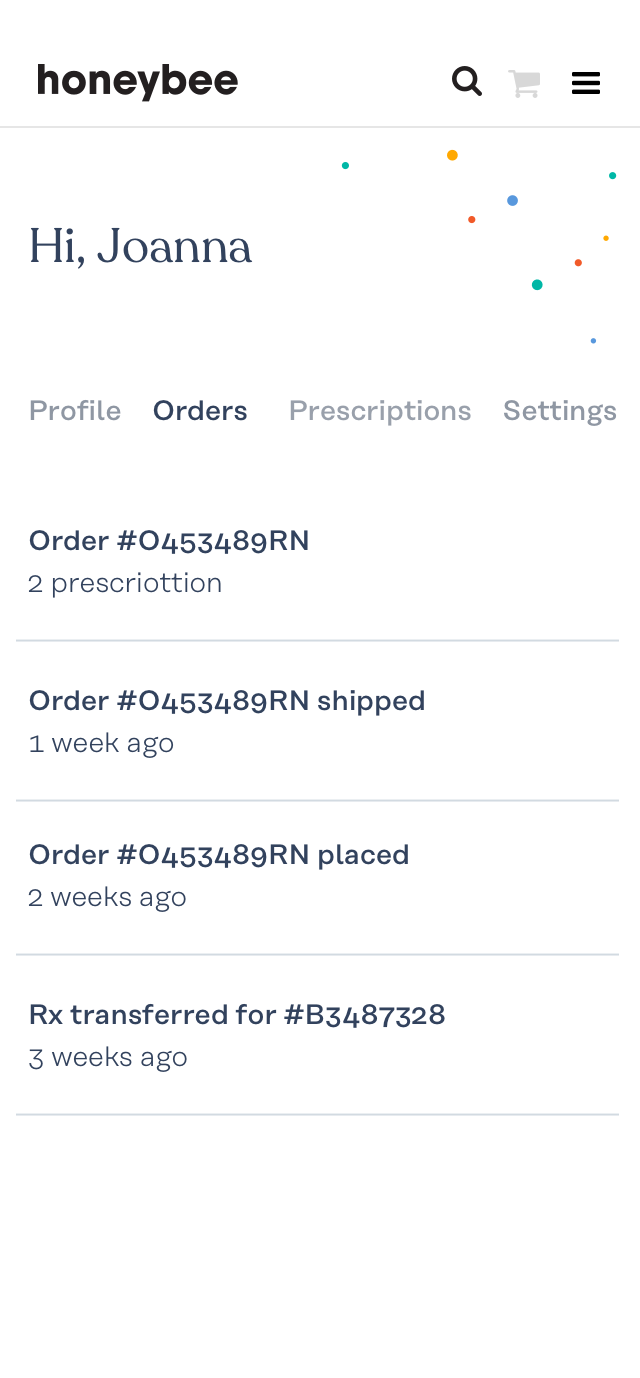 honeybee
Hi, Joanna
Profile Orders Prescriptions Settings
Order #O453489RN
2 prescriottion
Order #O453489RN shipped
1 week ago
Order #O453489RN placed
2 weeks ago
Rx transferred for #B3487328
3 weeks ago